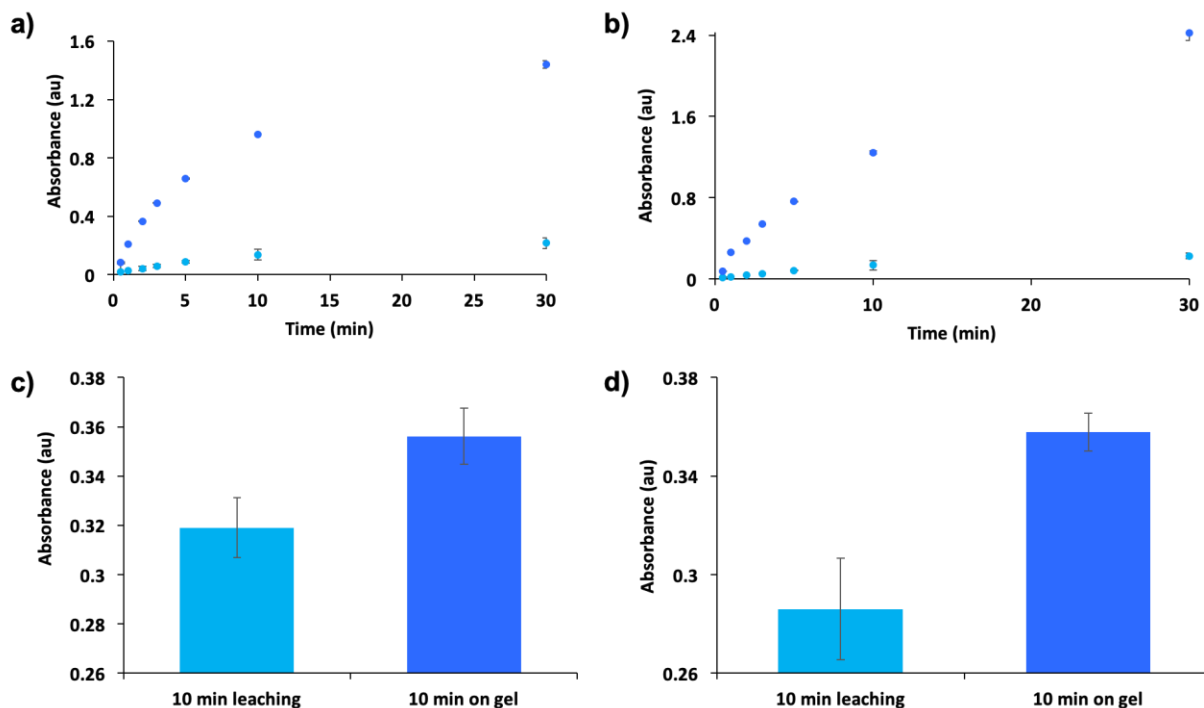 a)
Absorbance (au)
1.6
1.2
0.8
0.4
0
0 5 10 15 20 25 30
Time (min)
b)
Absorbance (au)
2.4
1.6
0.8
0
0 10 20 30
Time (min)
c)
Absorbance (au)
0.38
0.36
0.34
0.32
0.3
0.28
0.26
10 min leaching 10 min on gel
d)
Absorbance (au)
0.38
0.34
0.3
0.26
10 min leaching 10 min on gel